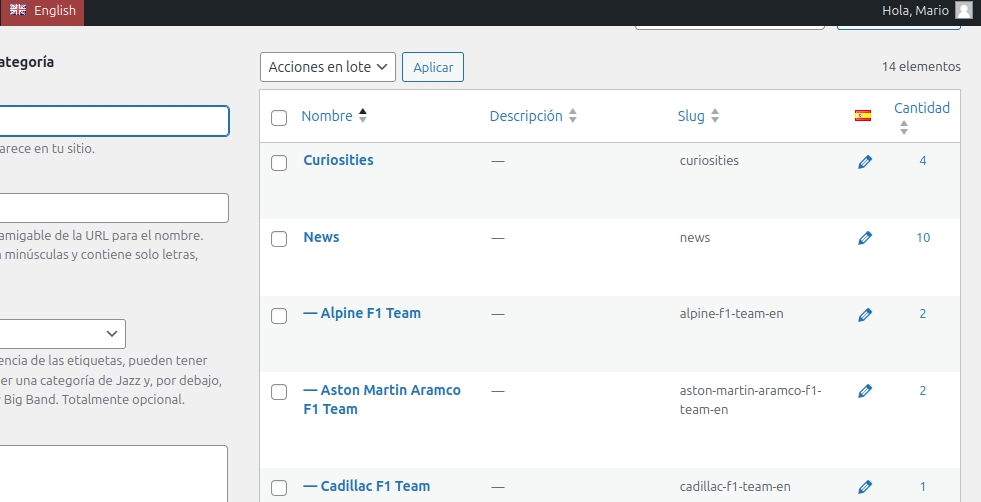 English
Hola, Mario
ategoría
Acciones en lote
Aplicar
14 elementos
Nombre
Descripción
Slug
Cantidad
arece en tu sitio.
Curiosities
—
curiosities
4
amigable de la URL para el nombre.
minúsculas y contiene solo letras,
News
—
news
10
— Alpine F1 Team
—
alpine-f1-team-en
2
encia de las etiquetas, pueden tener
er una categoría de Jazz y, por debajo,
Big Band. Totalmente opcional.
— Aston Martin Aramco
F1 Team
—
aston-martin-aramco-f1-
team-en
2
— Cadillac F1 Team
—
cadillac-f1-team-en
1